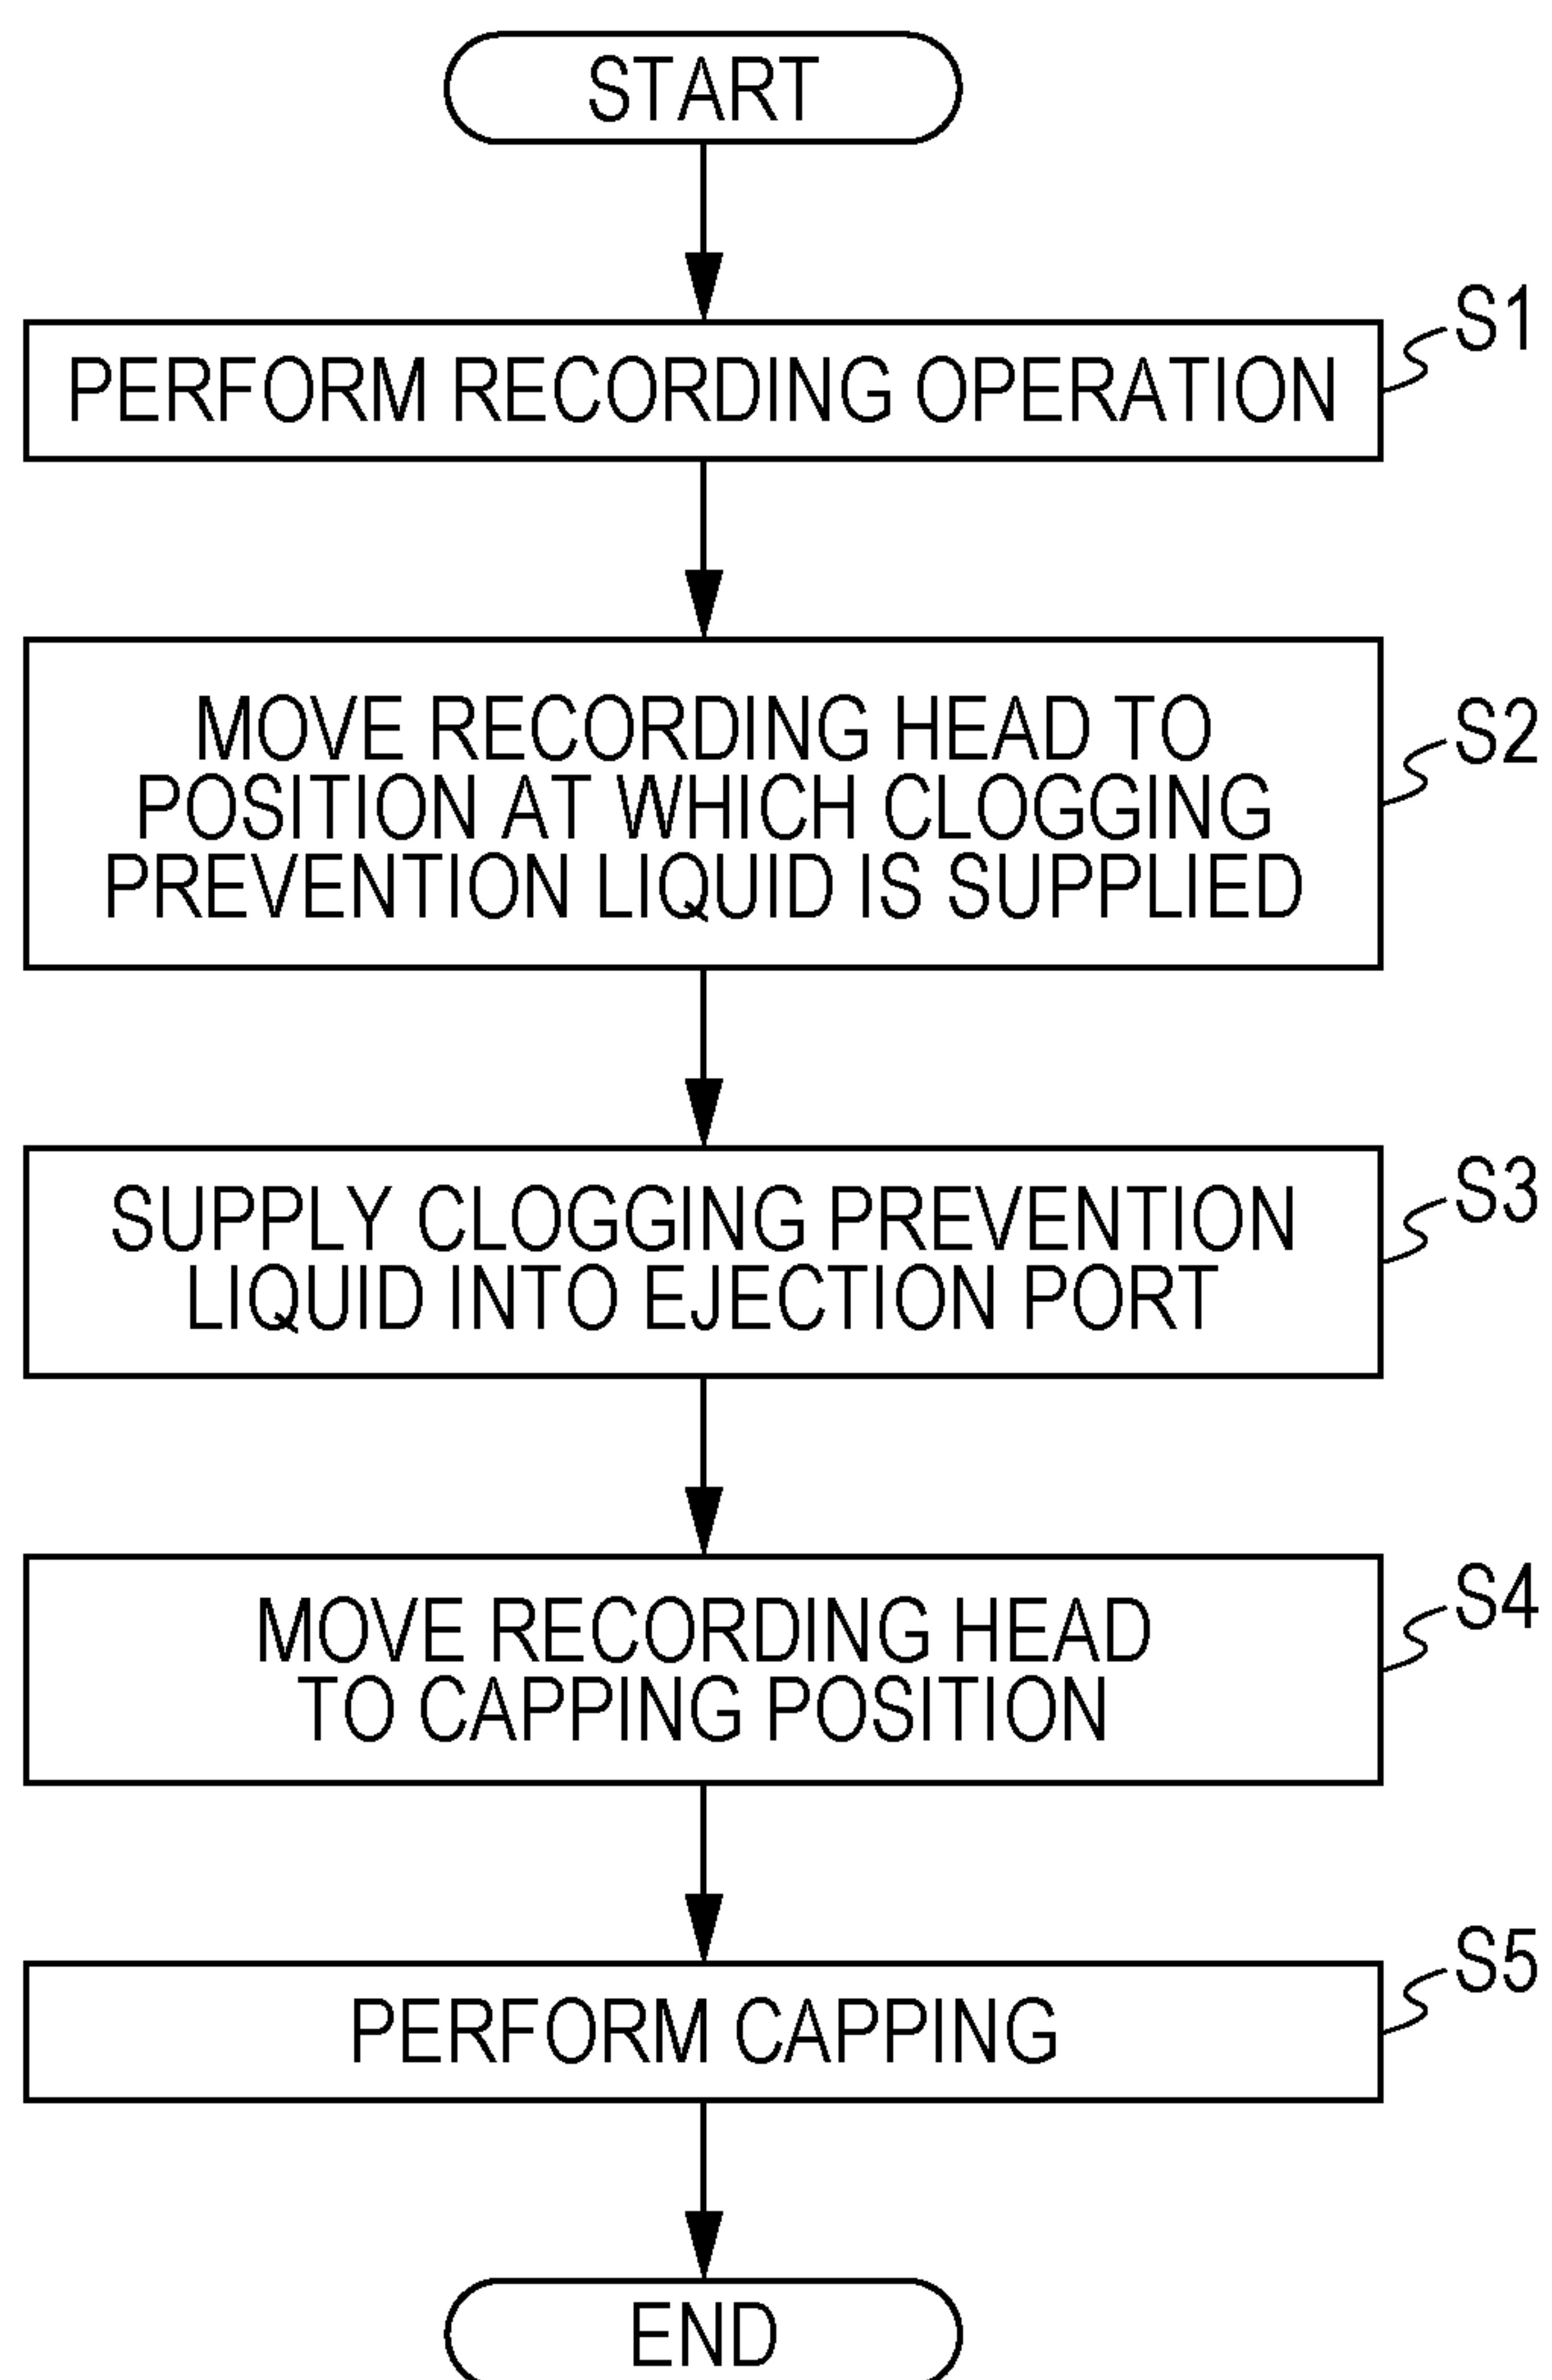 START
S1
PERFORM RECORDING OPERATION
S2
MOVE RECORDING HEAD TO
POSITION AT WHICH CLOGGING
PREVENTION LIQUID IS SUPPLIED
S3
SUPPLY CLOGGING PREVENTION
LIQUID INTO EJECTION PORT
S4
MOVE RECORDING HEAD
TO CAPPING POSITION
S5
PERFORM CAPPING
END